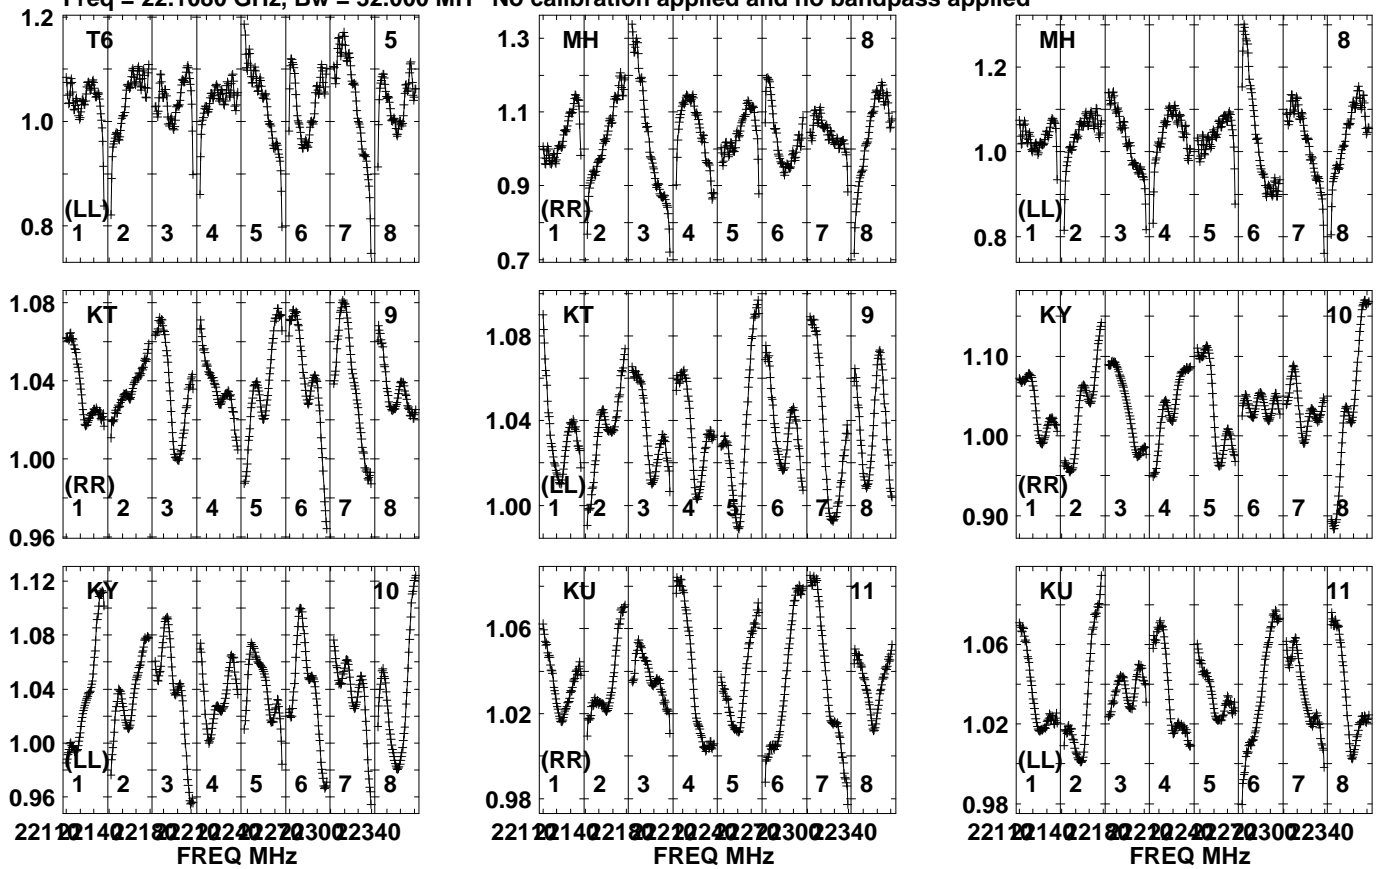 Freq = 22.1080 GHz, Bw = 32.000 MH No calibration applied and no bandpass applied
1.2 T6 5
1.0
0.8 (LL)
1 2 3 4 5 6 7 8
1.3 MH 8
1.1
0.9
(RR)
0.7
1 2 3 4 5 6 7 8
MH 8
1.2
1.0
(LL)
0.8
1 2 3 4 5 6 7 8
1.08 KT 9
1.04
1.00
(RR)
0.96
1 2 3 4 5 6 7 8
KT 9
1.08
1.04
1.00 (LL)
1 2 3 4 5 6 7 8
KY 10
1.10
1.00
(RR)
0.90
1 2 3 4 5 6 7 8
1.12 KY 10
1.08
1.04
1.00
(LL)
0.96
1 2 3 4 5 6 7 8
KU 11
1.06
1.02
(RR)
0.98
1 2 3 4 5 6 7 8
KU 11
1.06
1.02
(LL)
0.98
1 2 3 4 5 6 7 8
FREQ MHz
FREQ MHz
FREQ MHz